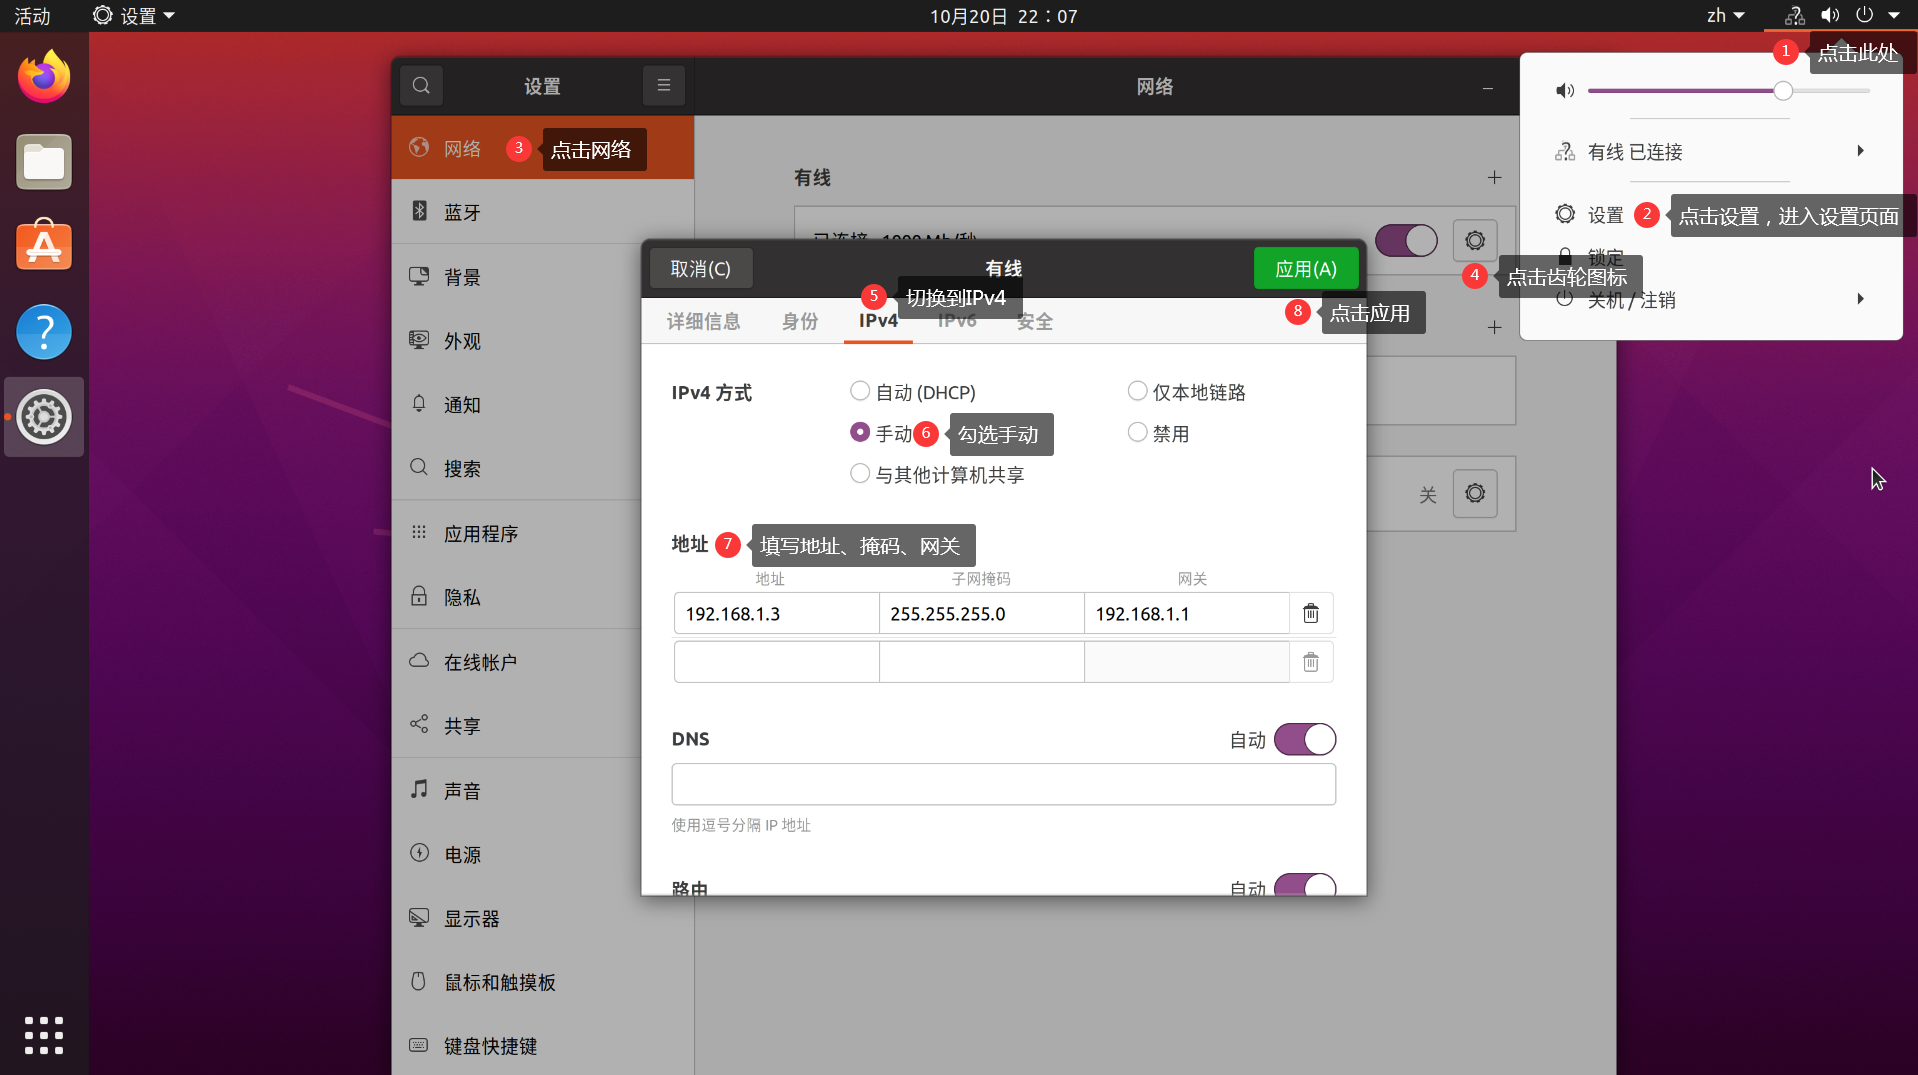 活动
设置
10月20日 22：07
zh
1 点击此处
设置
网络
有线 已连接
设置 2 点击设置，进入设置页面
锁定
关机 / 注销
网络 3 点击网络
蓝牙
背景
外观
通知
搜索
应用程序
隐私
在线帐户
共享
声音
电源
显示器
鼠标和触摸板
键盘快捷键
有线
已连接 - 1000 Mb/秒
4 点击齿轮图标
关
取消(C)
有线
应用(A)
5 切换到IPv4
8 点击应用
详细信息
身份
IPv4
IPv6
安全
IPv4 方式
自动 (DHCP)
仅本地链路
手动 6 勾选手动
禁用
与其他计算机共享
地址 7 填写地址、掩码、网关
地址
子网掩码
网关
192.168.1.3
255.255.255.0
192.168.1.1
DNS
自动
使用逗号分隔 IP 地址
路由
自动